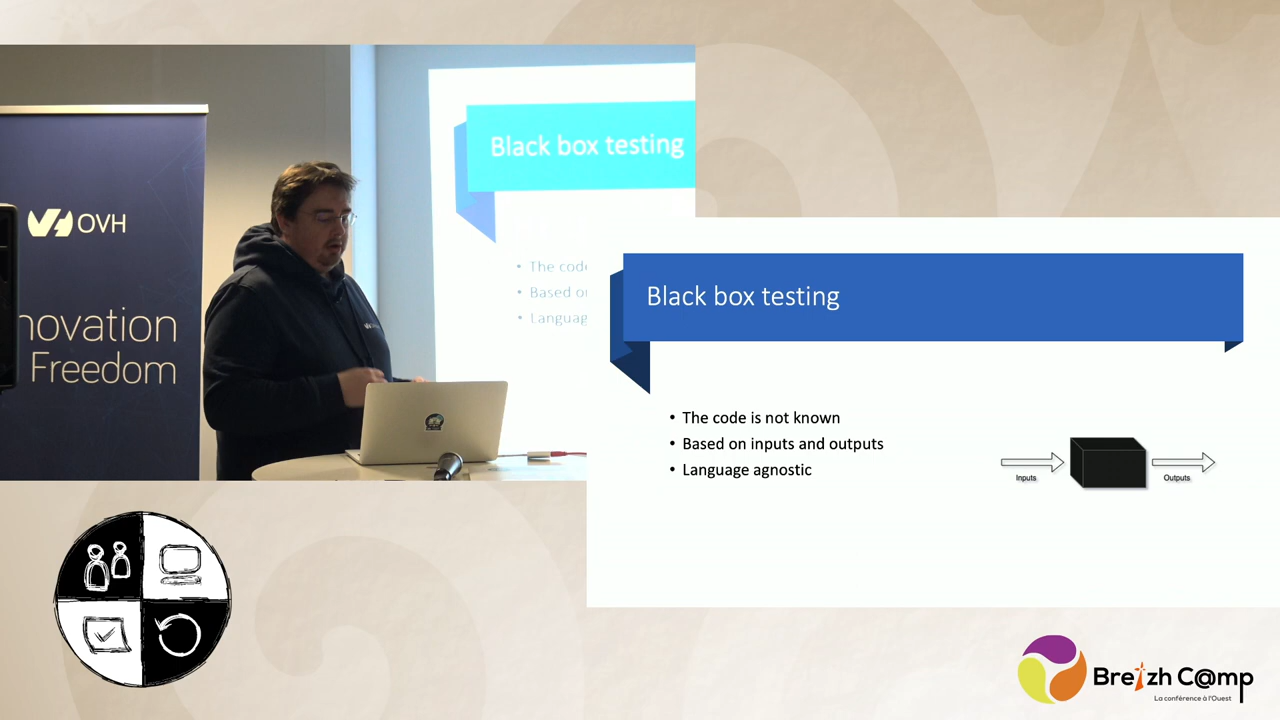 Black box testing
• The code
• Based
• Languag
OVH
novation
Freedom
Black box testing
• The code is not known
• Based on inputs and outputs
• Language agnostic
Inputs
Outputs
Breizh C@mp
La conférence à l'Ouest